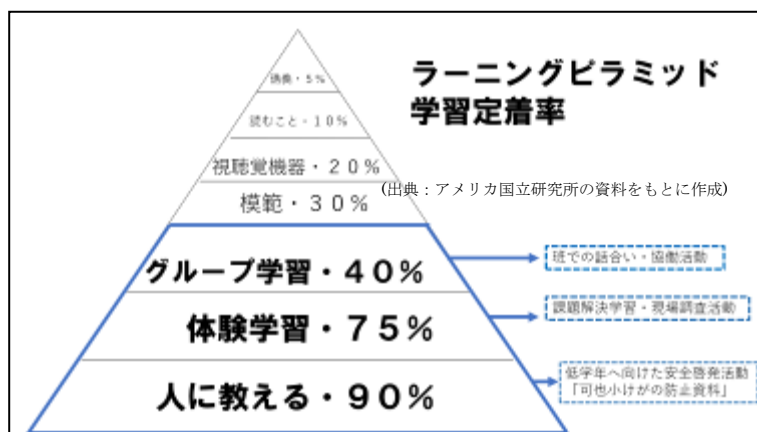 ラーニングピラミッド
学習定着率
(出典：アメリカ国立研究所の資料をもとに作成)
・５%
読むこと・１０%
視聴覚機器・２０%
模範・３０%
グループ学習・４０%
体験学習・７５%
人に教える・９０%
班での話合い・協働活動
課題解決学習・現場調査活動
低学年へ向けた安全啓発活動
「可也小けがの防止資料」